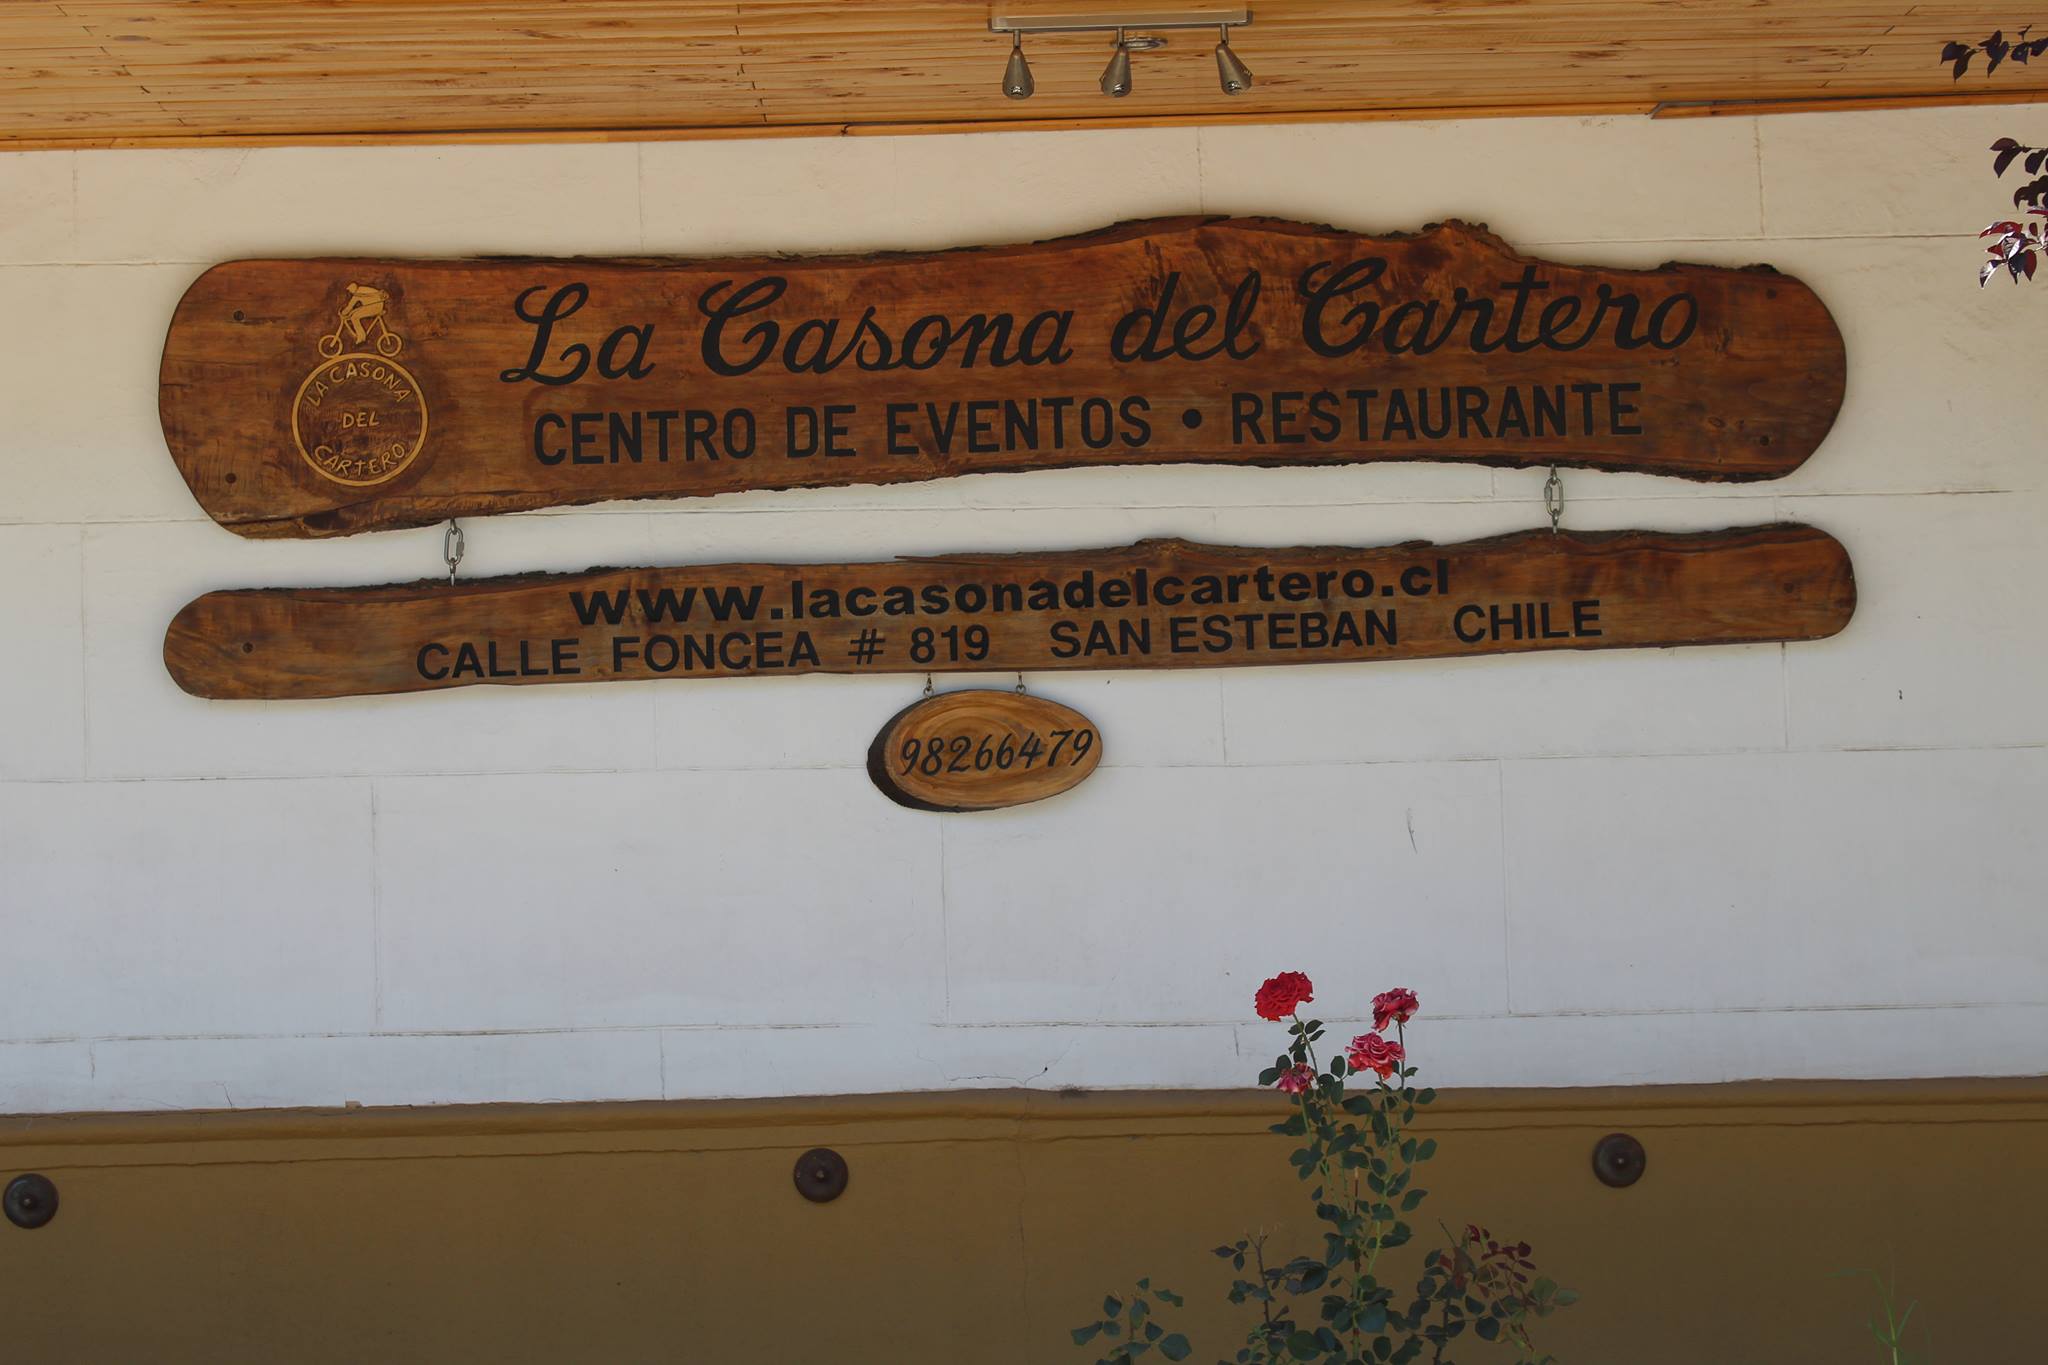 La Casona del Cartero
CENTRO DE EVENTOS • RESTAURANTE
LA CASONA
DEL
CARTERO
www.lacasonadelcartero.cl
CALLE FONCEA # 819 SAN ESTEBAN CHILE
98266479